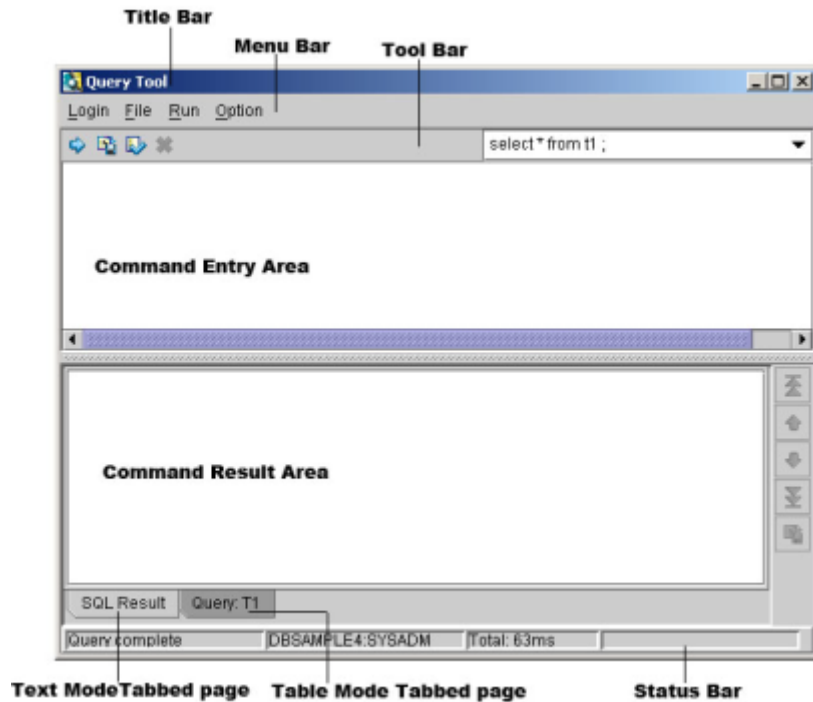 Title Bar
Menu Bar
Tool Bar
Query Tool
Login File Run Option
select * from t1 ;
Command Entry Area
Command Result Area
SQL Result Query: T1
Query complete DBSAMPLE4:SYSADM Total: 63ms
Text ModeTabbed page Table Mode Tabbed page Status Bar